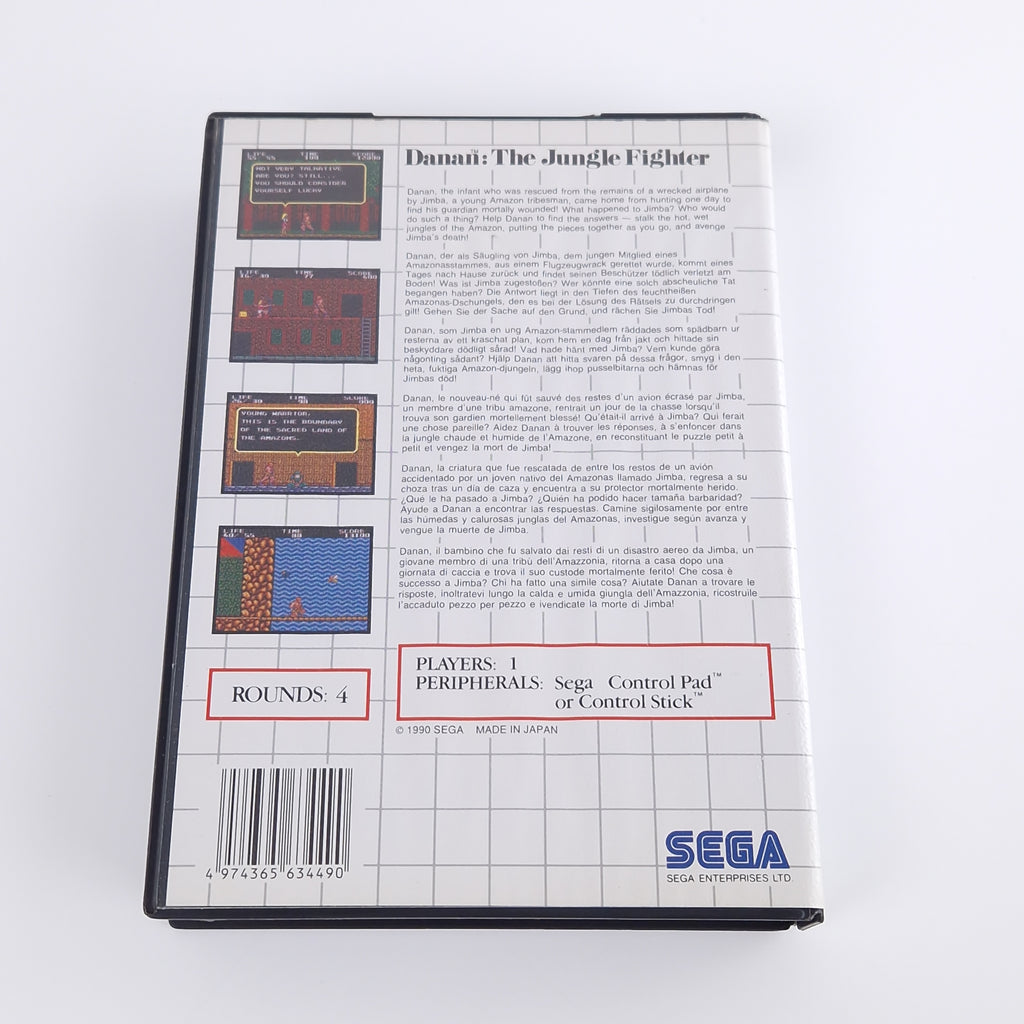 Danan™: The Jungle Fighter
Danan, the infant who was rescued from the remains of a wrecked airplane
by Jimba, a young Amazon tribesman, came home from hunting one day to
find his guardian mortally wounded! What happened to Jimba? Who would
do such a thing? Help Danan to find the answers — stalk the hot, wet
jungles of the Amazon, putting the pieces together as you go, and avenge
Jimba's death!
Danan, der als Säugling von Jimba, dem jungen Mitglied eines
Amazonasstammes, aus einem Flugzeugwrack gerettet wurde, kommt eines
Tages nach Hause zurück und findet seinen Beschützer tödlich verletzt am
Boden! Was ist Jimba zugestoßen? Wer könnte eine solch abscheuliche Tat
begangen haben? Die Antwort liegt in den Tiefen des feuchtheißen
Amazonas-Dschungels, den es bei der Lösung des Rätsels zu durchdringen
gilt! Gehen Sie der Sache auf den Grund, und rächen Sie Jimbas Tod!
Danan, som Jimba en ung Amazon-stammedlem räddades som spädbarn ur
resterna av ett kraschat plan, kom hem en dag från jakt och hittade sin
beskyddare dödligt sårad! Vad hade hänt med Jimba? Vem kunde göra
någonting sådant? Hjälp Danan att hitta svaren på dessa frågor, smyg i den
heta, fuktiga Amazon-djungeln, lägg ihop pusselbitarna och hämnas för
Jimbas död!
Danan, le nouveau-né qui fût sauvé des restes d'un avion écrasé par Jimba,
un membre d'une tribu amazone, rentrait un jour de la chasse lorsqu'il
trouva son gardien mortellement blessé! Qu'était-il arrivé à Jimba? Qui ferait
une chose pareille? Aidez Danan à trouver les réponses, à s'enfoncer dans
la jungle chaude et humide de l'Amazone, en reconstituant le puzzle petit à
petit et vengez la mort de Jimba!
Danan, la criatura que fue rescatada de entre los restos de un avión
accidentado por un joven nativo del Amazonas llamado Jimba, regresa a su
choza tras un día de caza y encuentra a su protector mortalmente herido.
¿Qué le ha pasado a Jimba? ¿Quién ha podido hacer tamaña barbaridad?
Ayude a Danan a encontrar las respuestas. Camine sigilosamente por entre
las húmedas y calurosas junglas del Amazonas, investigue según avanza y
vengue la muerte de Jimba.
Danan, il bambino che fu salvato dai resti di un disastro aereo da Jimba, un
giovane membro di una tribù dell'Amazzonia, ritorna a casa dopo una
giornata di caccia e trova il suo custode mortalmente ferito! Che cosa è
successo a Jimba? Chi ha fatto una simile cosa? Aiutate Danan a trovare le
risposte, inoltratevi lungo la calda e umida giungla dell'Amazzonia, ricostruile
l'accaduto pezzo per pezzo e ivendicate la morte di Jimba!
LIFE TIME SCORE
NOT VERY TALKATIVE
ARE YOU? STILL...
YOU SHOULD CONSIDER
YOURSELF LUCKY
LIFE TIME SCORE
LIFE TIME SCORE
YOUNG WARRIOR,
THIS IS THE BOUNDARY
OF THE SACRED LAND OF
THE AMAZONS.
LIFE TIME SCORE
ROUNDS: 4
PLAYERS: 1
PERIPHERALS: Sega Control Pad™
or Control Stick™
© 1990 SEGA MADE IN JAPAN
4 974365 634490
SEGA
SEGA ENTERPRISES LTD.